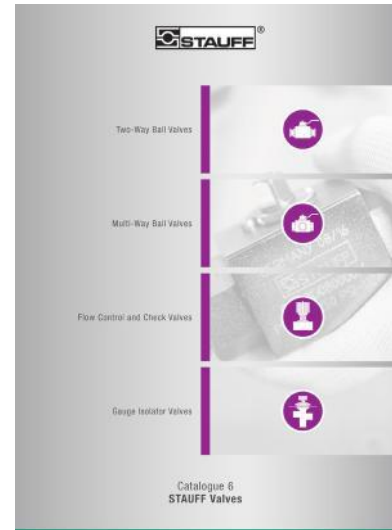 STAUFF®
Two-Way Ball Valves
Multi-Way Ball Valves
STAUFF
Flow Control and Check Valves
Gauge Isolator Valves
Catalogue 6
STAUFF Valves